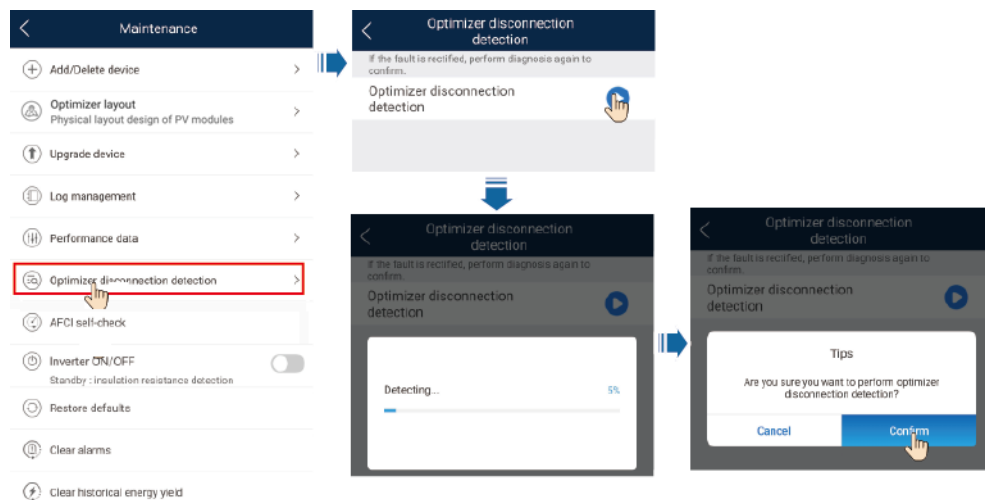 Maintenance
Add/Delete device
Optimizer layout
Physical layout design of PV modules
Upgrade device
Log management
Performance data
Optimizer disconnection detection
AFCI self-check
Inverter ON/OFF
Standby : insulation resistance detection
Restore defaults
Clear alarms
Clear historical energy yield
Optimizer disconnection
detection
If the fault is rectified, perform diagnosis again to
confirm.
Optimizer disconnection
detection
Optimizer disconnection
detection
If the fault is rectified, perform diagnosis again to
confirm.
Optimizer disconnection
detection
Detecting...
5%
Optimizer disconnection
detection
If the fault is rectified, perform diagnosis again to
confirm.
Optimizer disconnection
detection
Tips
Are you sure you want to perform optimizer
disconnection detection?
Cancel
Confirm